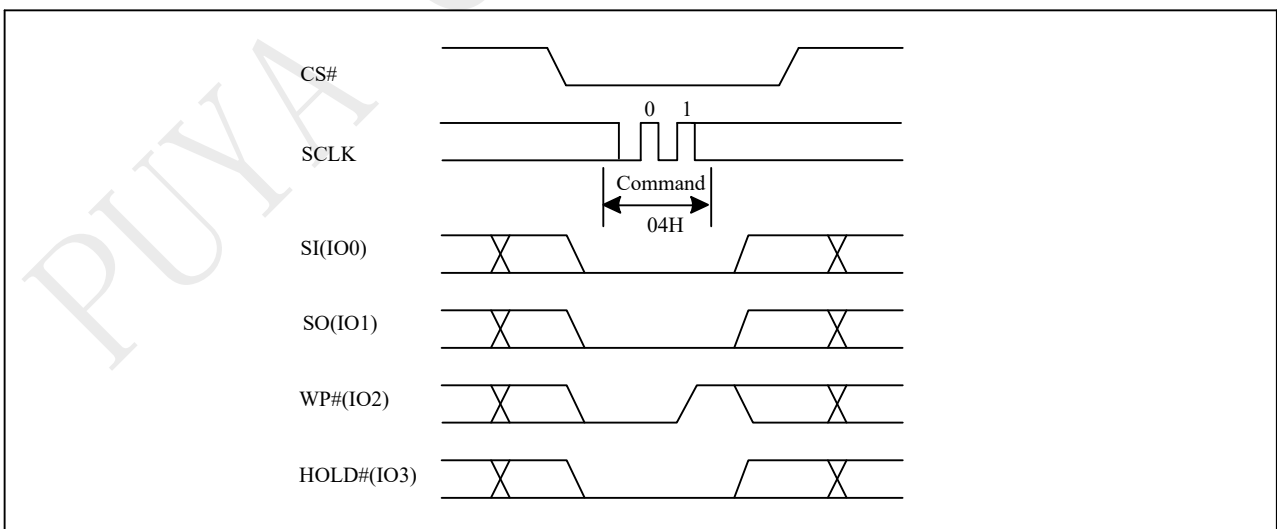 PUYA
CS#
0 1
SCLK
Command
04H
SI(IO0)
SO(IO1)
WP#(IO2)
HOLD#(IO3)